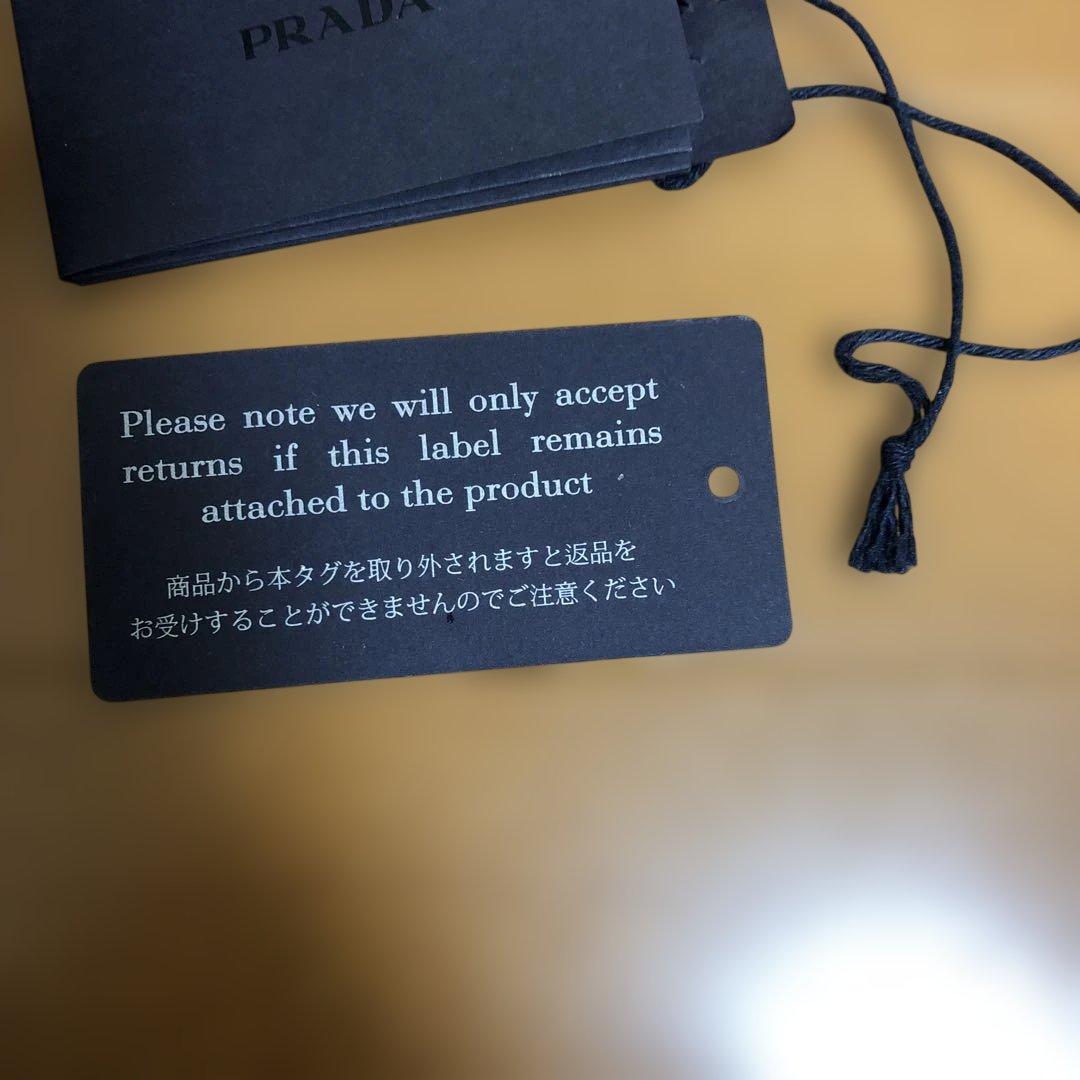 PRADA
Please note we will only accept
returns if this label remains
attached to the product
商品から本タグを取り外されますと返品を
お受けすることができませんのでご注意ください